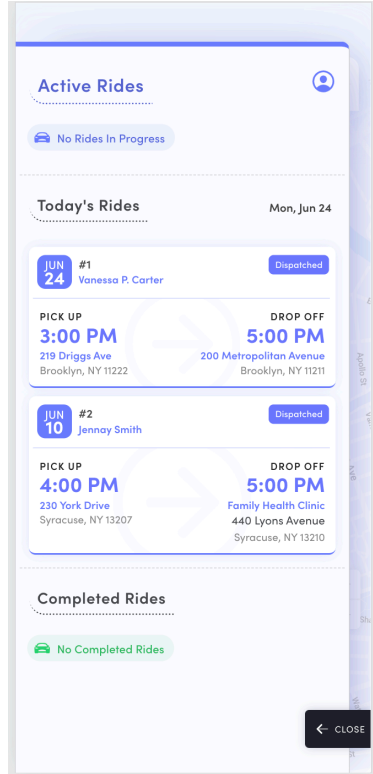 Active Rides
No Rides In Progress
Today's Rides
Mon, Jun 24
JUN
24
#1
Vanessa P. Carter
Dispatched
PICK UP
3:00 PM
219 Driggs Ave
Brooklyn, NY 11222
DROP OFF
5:00 PM
200 Metropolitan Avenue
Brooklyn, NY 11211
JUN
10
#2
Jennay Smith
Dispatched
PICK UP
4:00 PM
230 York Drive
Syracuse, NY 13207
DROP OFF
5:00 PM
Family Health Clinic
440 Lyons Avenue
Syracuse, NY 13210
Completed Rides
No Completed Rides
Apollo St
CLOSE